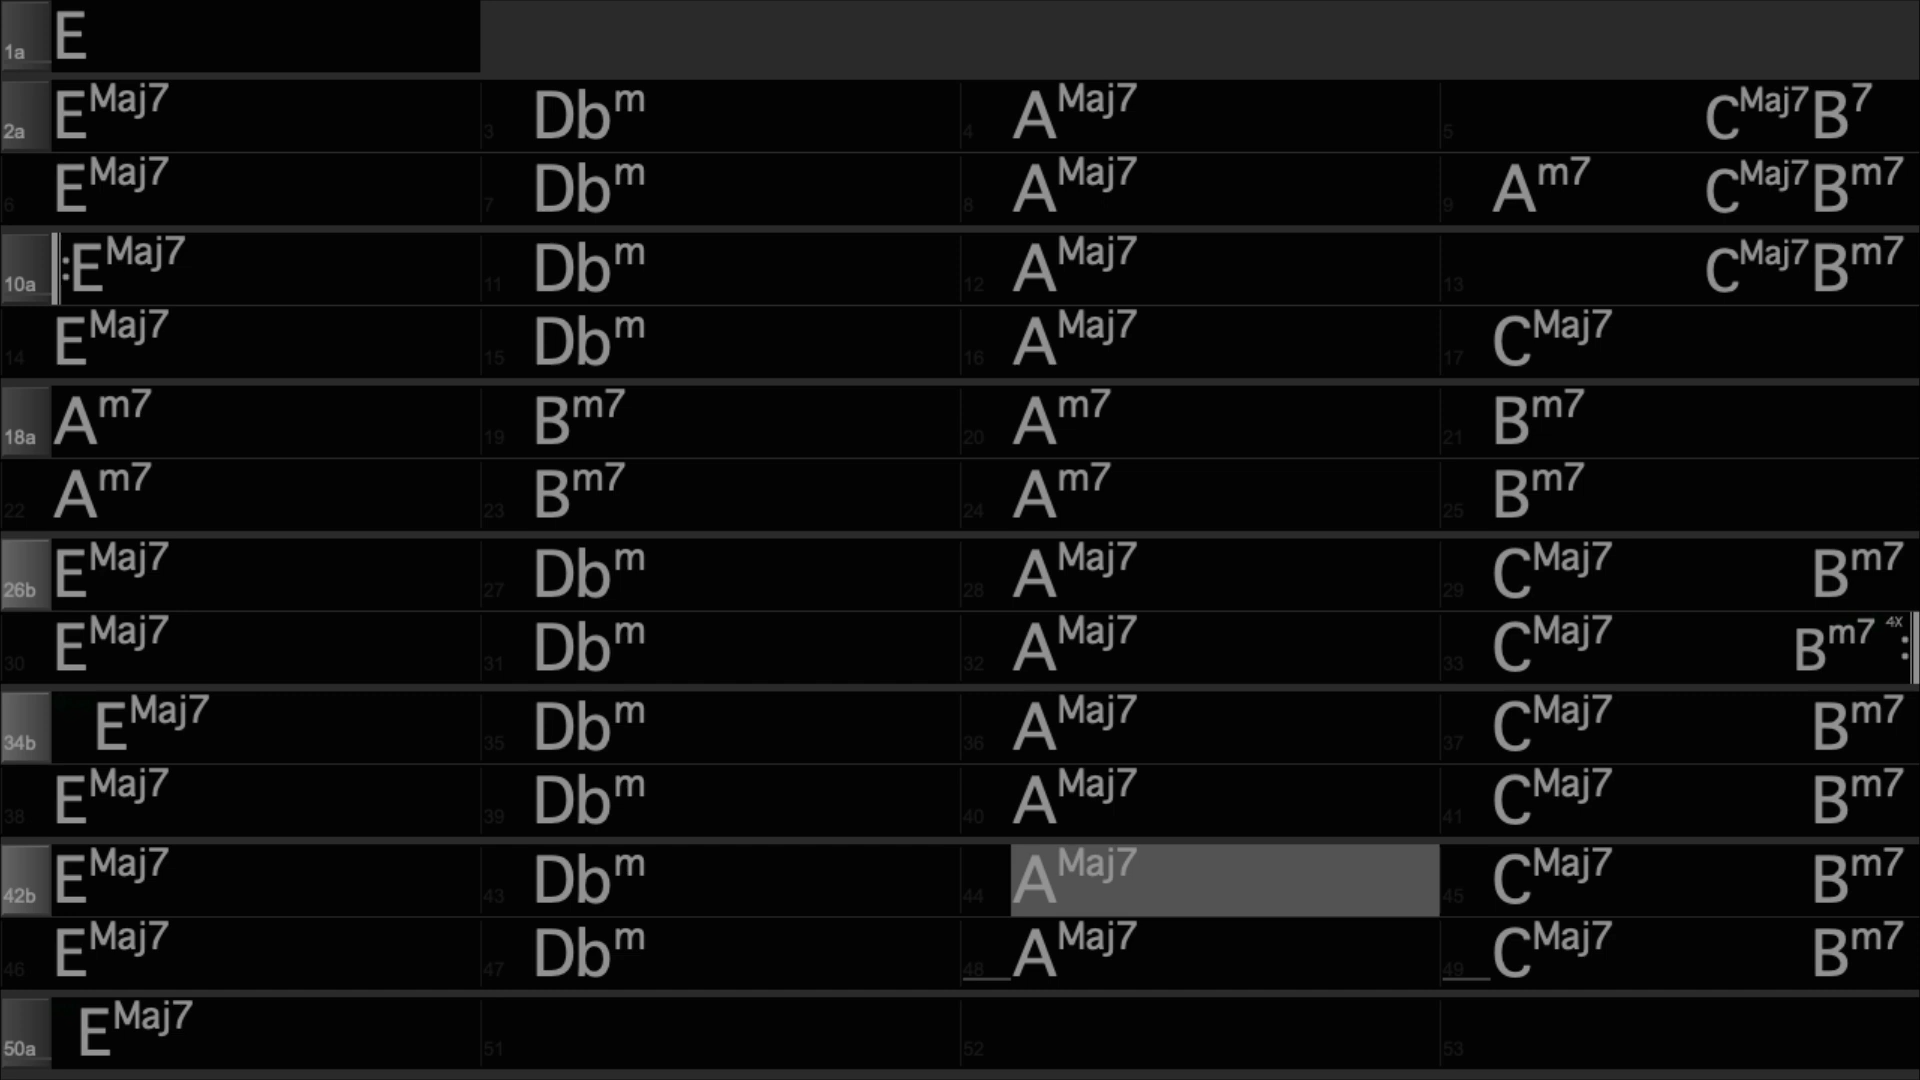 1a E
2a EMaj7 3 Dbm 4 AMaj7 5 CMaj7 B7
6 EMaj7 7 Dbm 8 AMaj7 9 Am7 CMaj7 Bm7
10a :EMaj7 11 Dbm 12 AMaj7 13 CMaj7 Bm7
14 EMaj7 15 Dbm 16 AMaj7 17 CMaj7
18a Am7 19 Bm7 20 Am7 21 Bm7
22 Am7 23 Bm7 24 Am7 25 Bm7
26b EMaj7 27 Dbm 28 AMaj7 29 CMaj7 Bm7
30 EMaj7 31 Dbm 32 AMaj7 33 CMaj7 Bm7 4X :
34b EMaj7 35 Dbm 36 AMaj7 37 CMaj7 Bm7
38 EMaj7 39 Dbm 40 AMaj7 41 CMaj7 Bm7
42b EMaj7 43 Dbm 44 AMaj7 45 CMaj7 Bm7
46 EMaj7 47 Dbm 48 AMaj7 49 CMaj7 Bm7
50a EMaj7 51 52 53